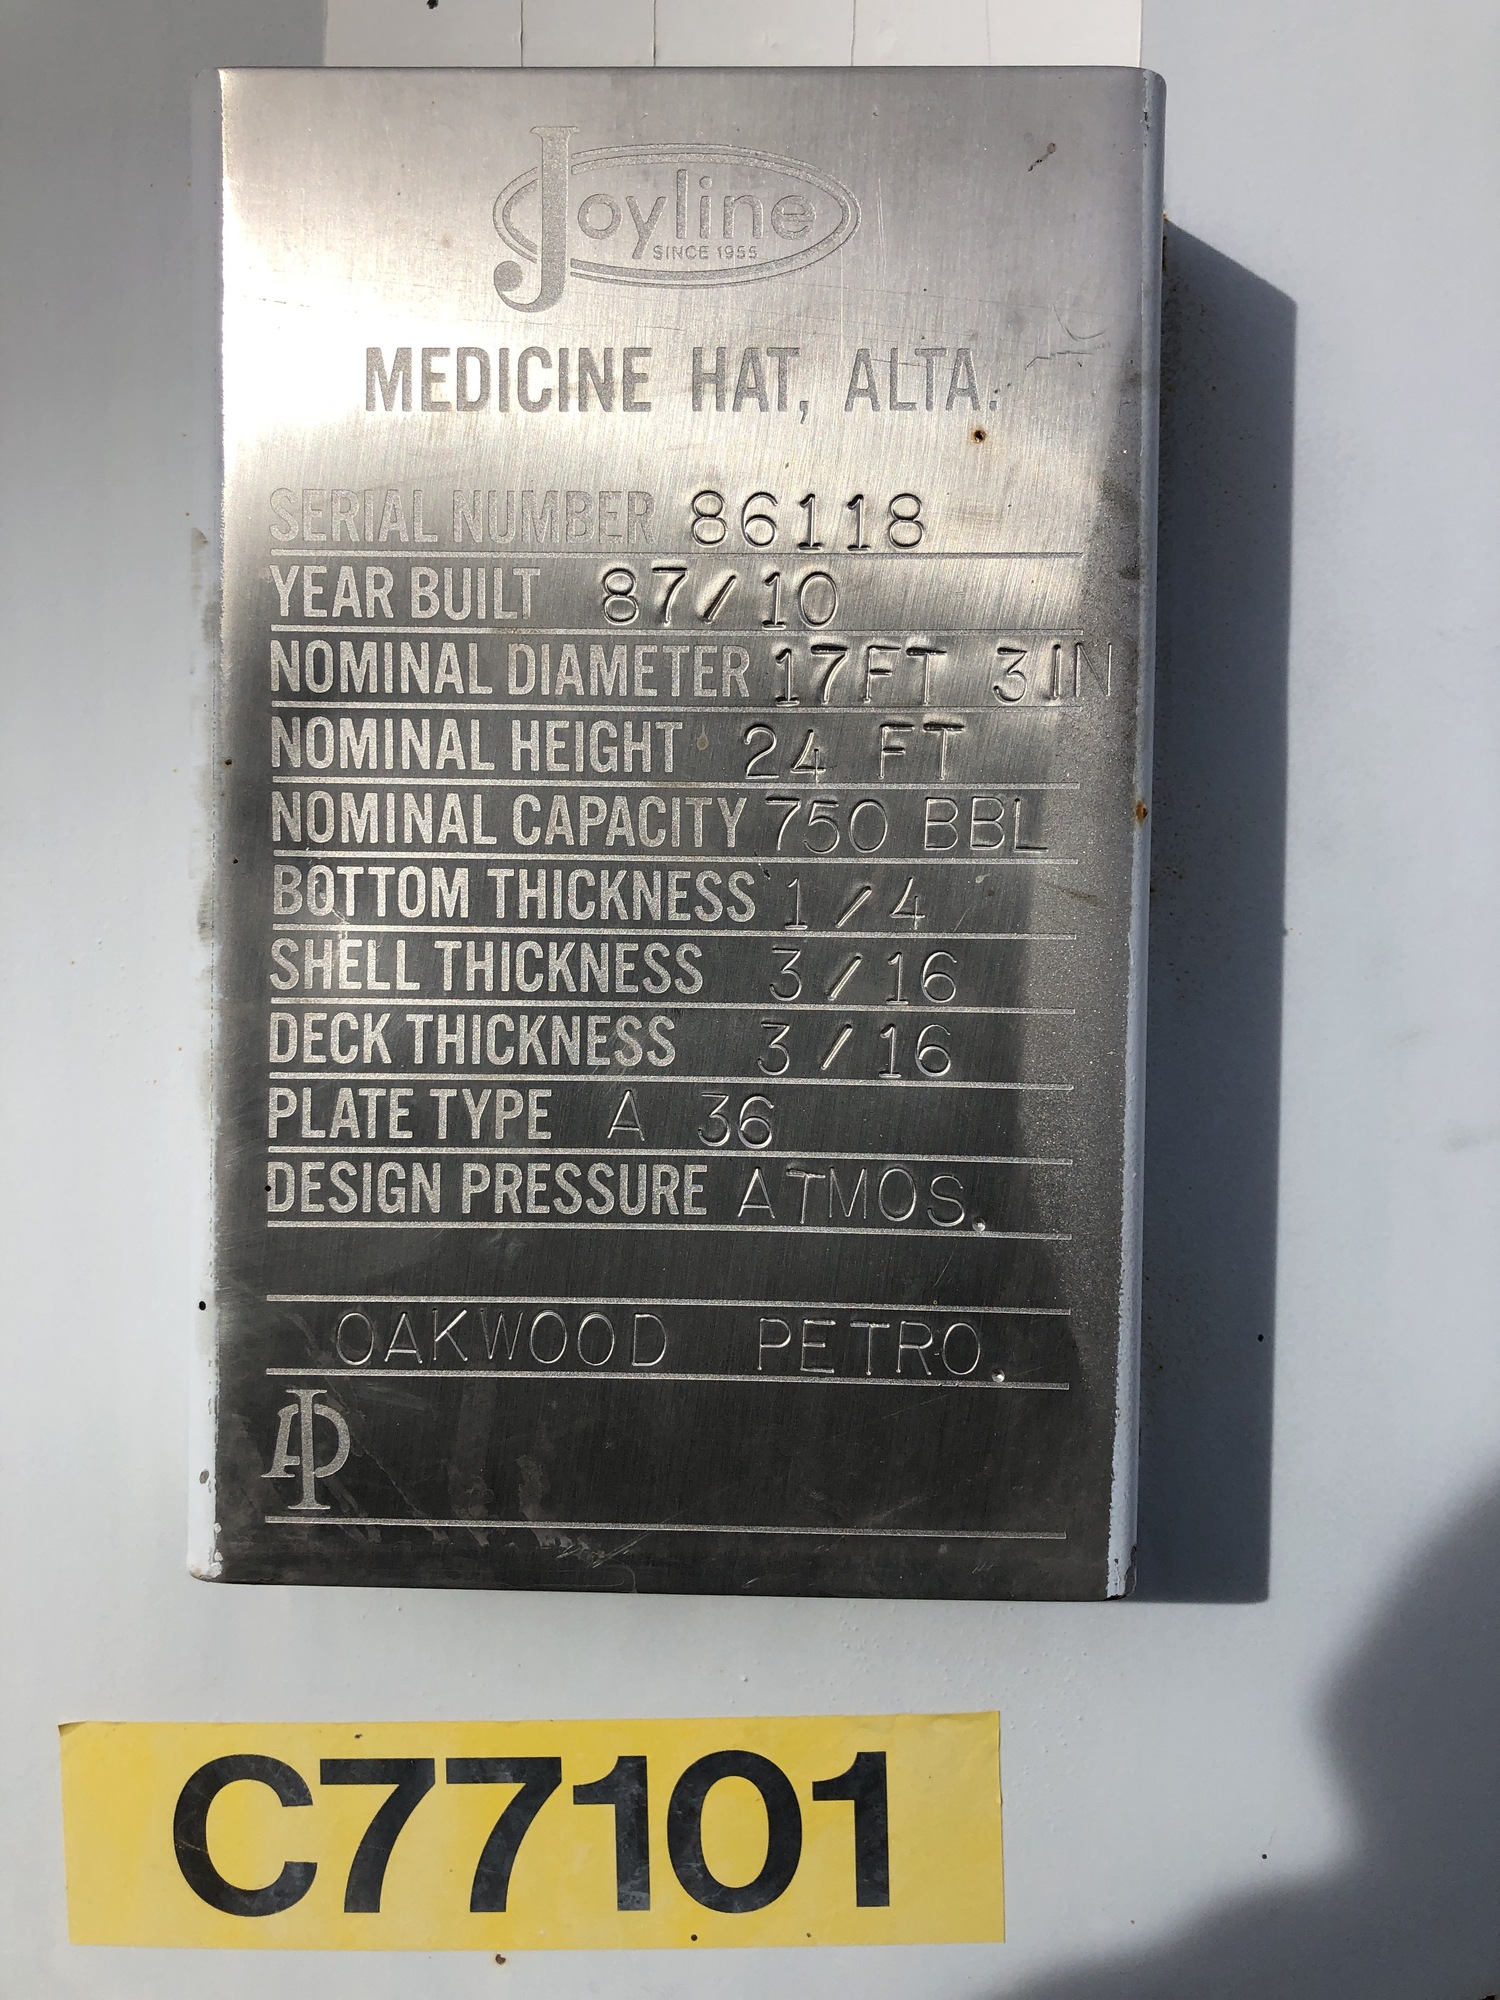 Joyline
SINCE 1955
MEDICINE HAT, ALTA.
SERIAL NUMBER 86118
YEAR BUILT 87/10
NOMINAL DIAMETER 17FT 3IN
NOMINAL HEIGHT 24 FT
NOMINAL CAPACITY 750 BBL
BOTTOM THICKNESS 1/4
SHELL THICKNESS 3/16
DECK THICKNESS 3/16
PLATE TYPE A 36
DESIGN PRESSURE ATMOS.
OAKWOOD PETRO.
API
C77101